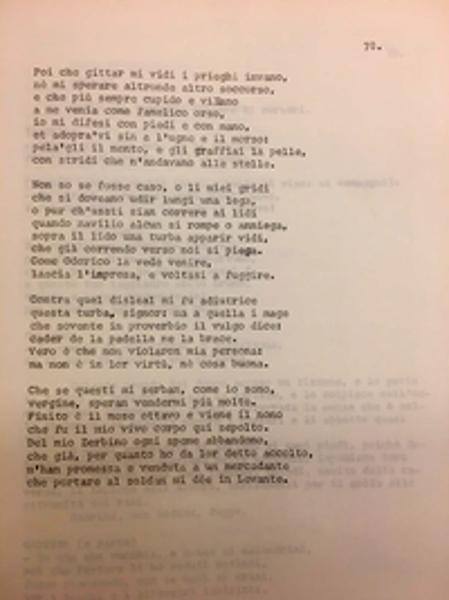 70.
Poi che gittar mi vidi i prieghi invano,
nè mi sperare altronde altro soccorso,
e che più sempre cupido e villano
a me venia come famelico orso,
io mi difesi con piedi e con mano,
et adopra'vi sin a l'ugne e il morso:
pela'gli il mento, e gli graffiai la pelle,
con stridi che n'andavano alle stelle.
Non so se fosse caso, o li miei gridi
che si doveano udir lungi una lega,
o pur ch'usati sian correre ai lidi
quando navilio alcun si rompe o anniega,
sopra il lido una turba apparir vidi,
che già correndo verso noi si piega.
Come Odorico la vede venire,
lascia l'impresa, e voltasi a fuggire.
Contra quel disleal mi fu adiutrice
questa turba, signor; ma a quella image
che sovente in proverbio il vulgo dice:
cader de la padella ne le brace.
Vero è che non violaron mia persona:
ma non è in lor virtù, nè cosa buona.
Che se questi mi serban, come io sono,
vergine, speran vendermi più molto.
Finito è il mese ottavo e viene il nono
che fu il mio vivo corpo qui sepolto.
Del mio Zerbino ogni speme abbandono,
che già, per quanto ho da lor detto accolto,
m'han promessa e venduta a un mercadante
che portare al soldan mi dée in Levante.